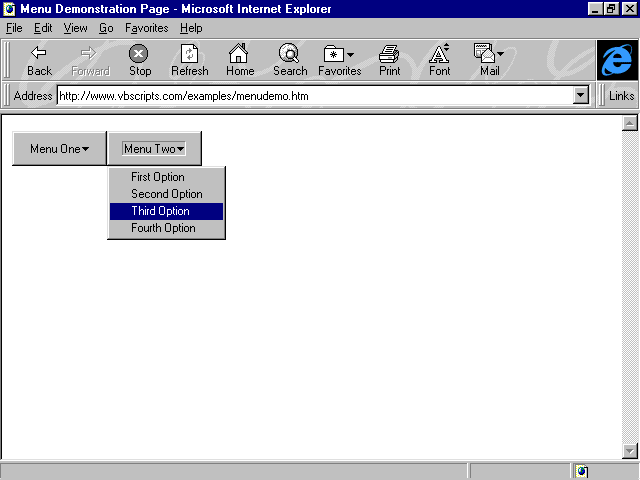 Menu Demonstration Page - Microsoft Internet Explorer
File Edit View Go Favorites Help
Back Forward Stop Refresh Home Search Favorites Print Font Mail
Address http://www.vbscripts.com/examples/menudemo.htm Links
Menu One Menu Two
First Option
Second Option
Third Option
Fourth Option